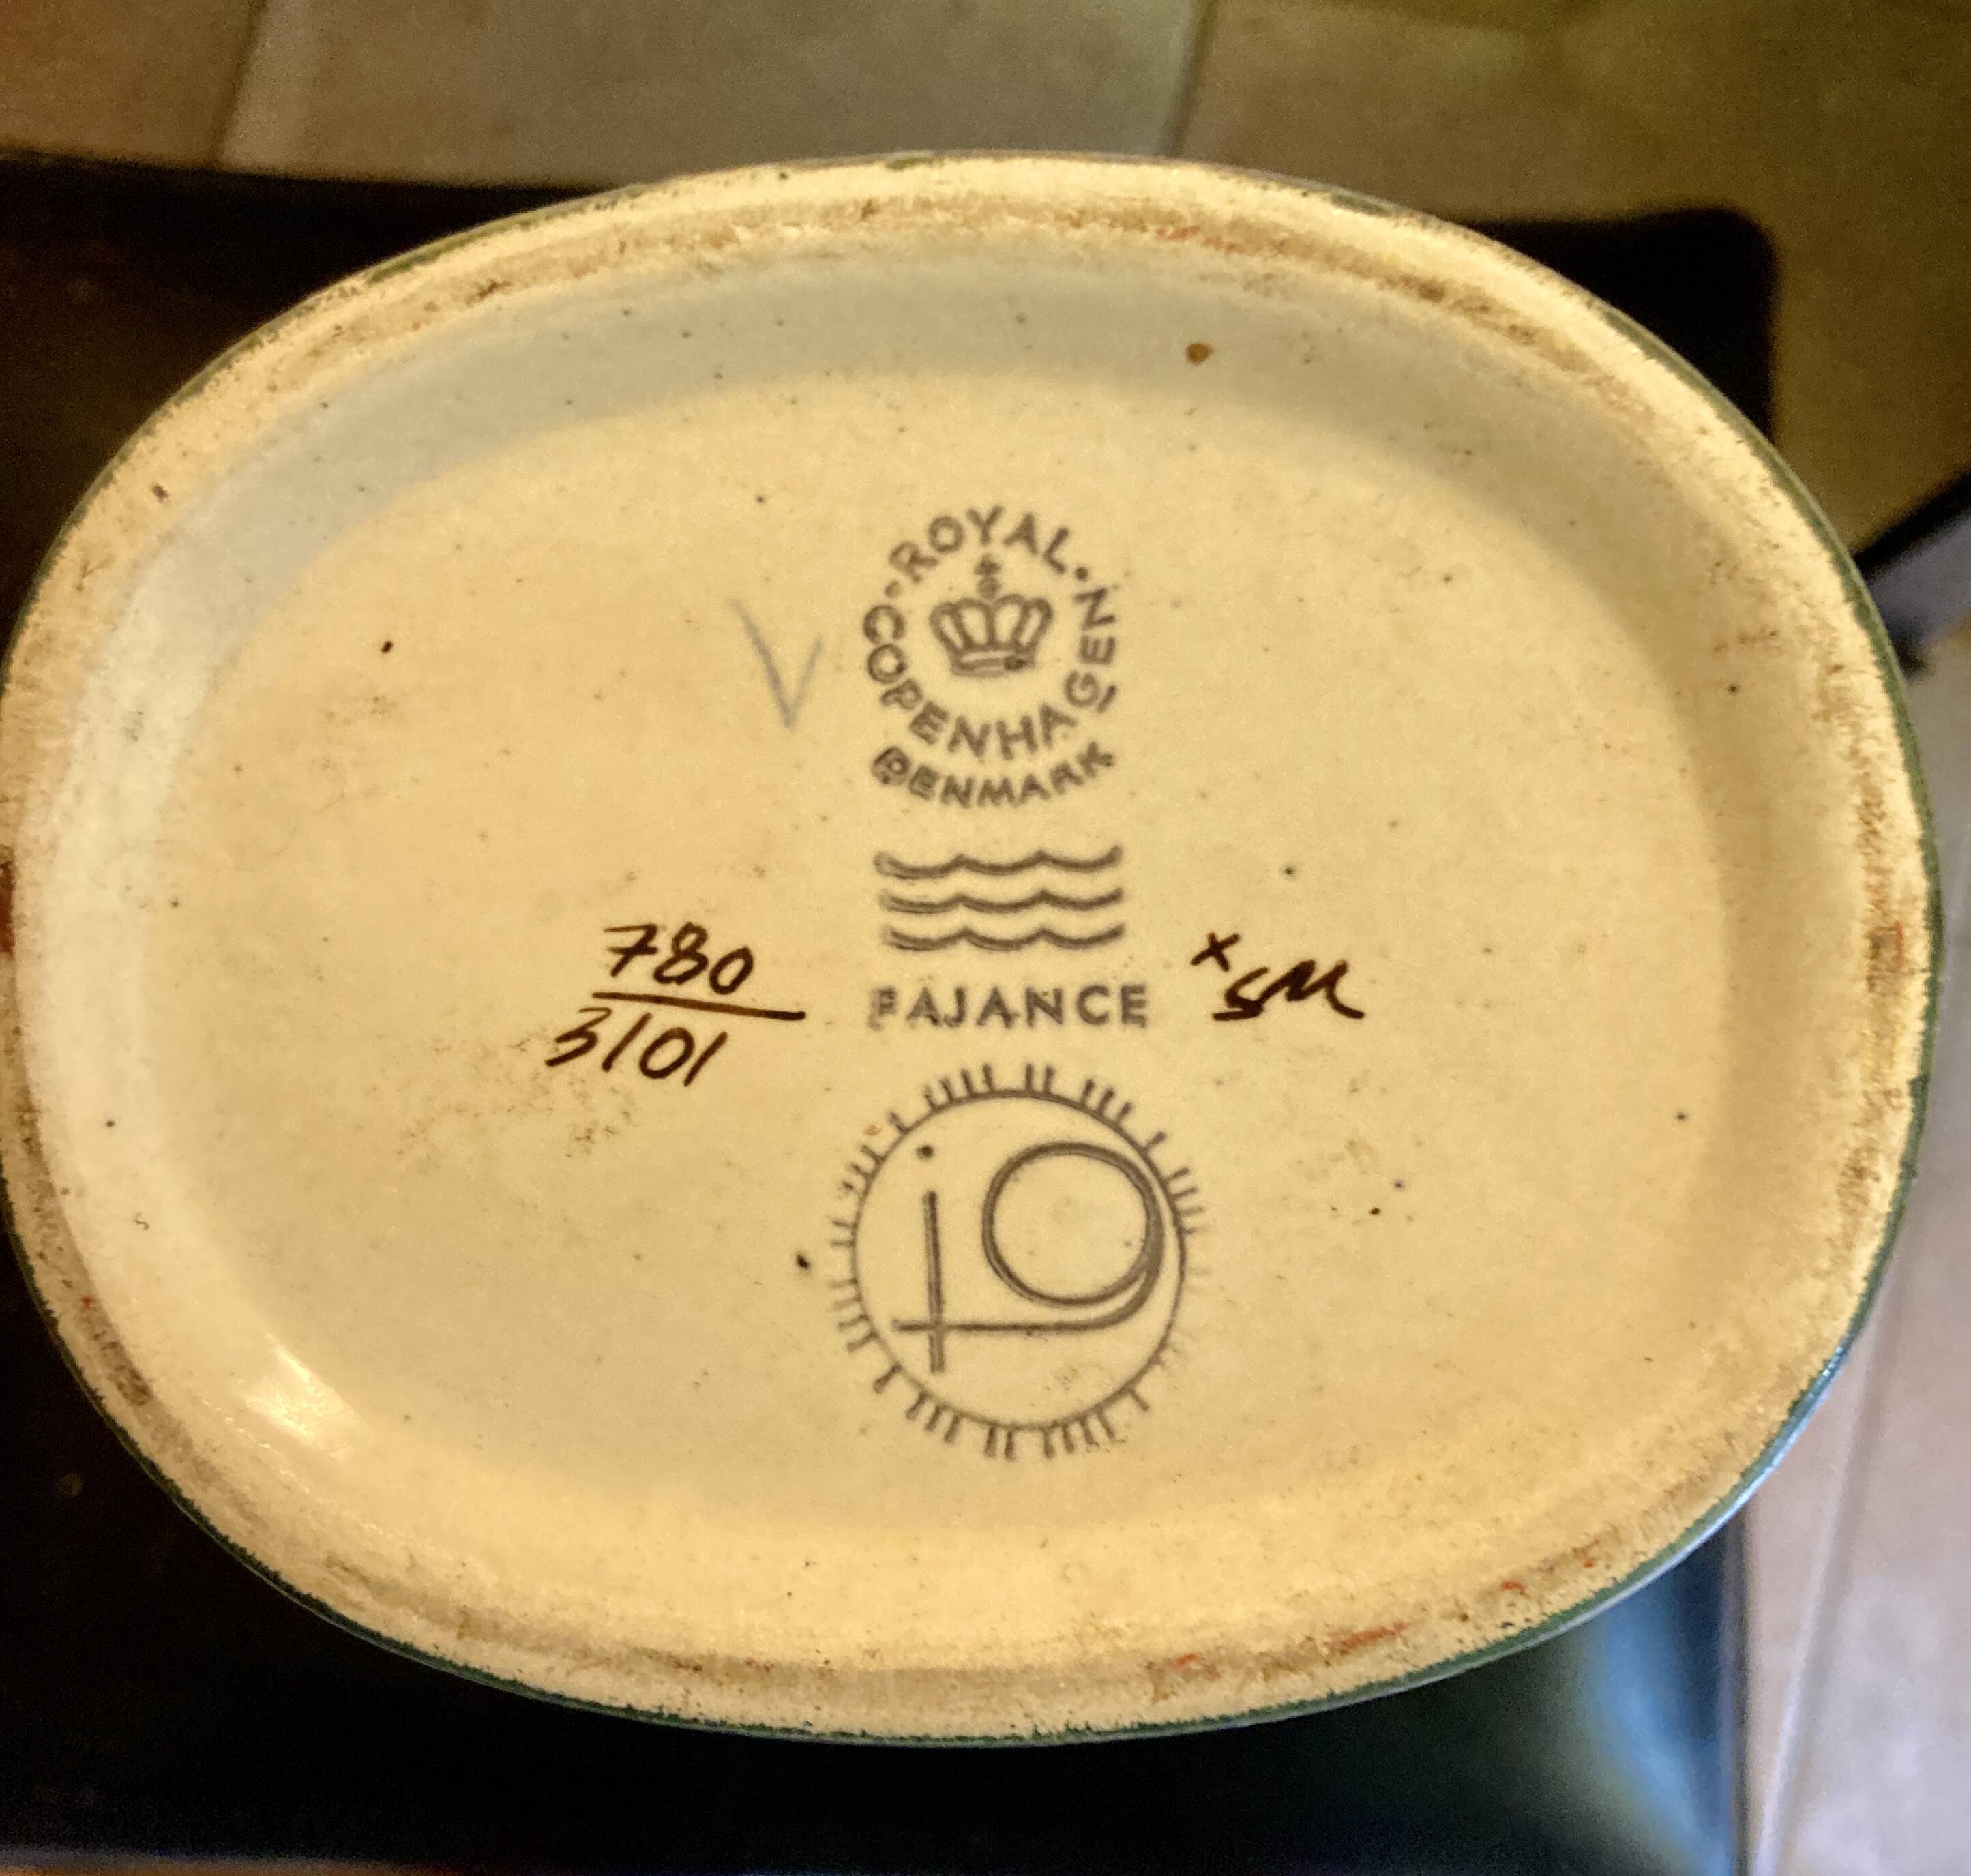 V
ROYAL
COPENHAGEN
DENMARK
780
3101
FAJANCE
x SM